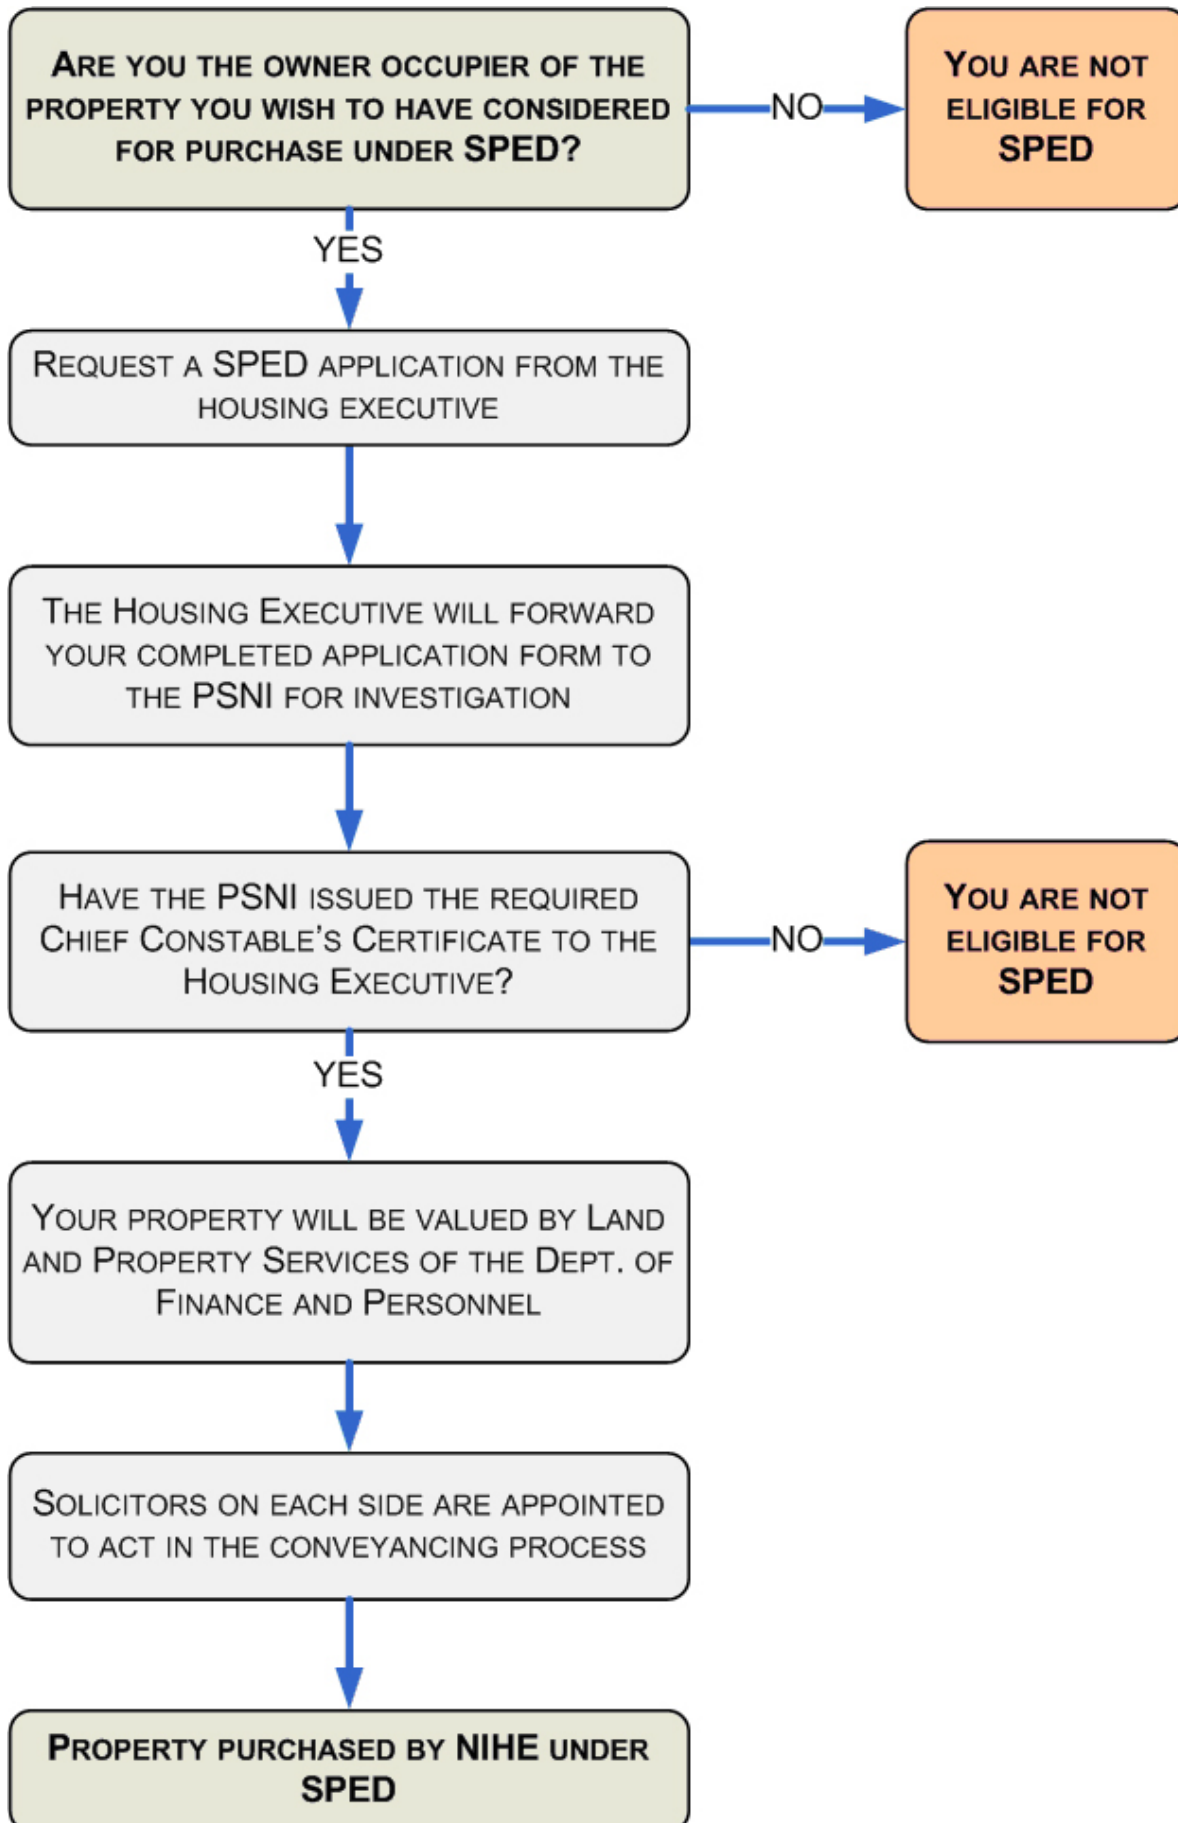 ARE YOU THE OWNER OCCUPIER OF THE
PROPERTY YOU WISH TO HAVE CONSIDERED
FOR PURCHASE UNDER SPED?
NO
YOU ARE NOT
ELIGIBLE FOR
SPED
YES
REQUEST A SPED APPLICATION FROM THE
HOUSING EXECUTIVE
THE HOUSING EXECUTIVE WILL FORWARD
YOUR COMPLETED APPLICATION FORM TO
THE PSNI FOR INVESTIGATION
HAVE THE PSNI ISSUED THE REQUIRED
CHIEF CONSTABLE'S CERTIFICATE TO THE
HOUSING EXECUTIVE?
NO
YOU ARE NOT
ELIGIBLE FOR
SPED
YES
YOUR PROPERTY WILL BE VALUED BY LAND
AND PROPERTY SERVICES OF THE DEPT. OF
FINANCE AND PERSONNEL
SOLICITORS ON EACH SIDE ARE APPOINTED
TO ACT IN THE CONVEYANCING PROCESS
PROPERTY PURCHASED BY NIHE UNDER
SPED